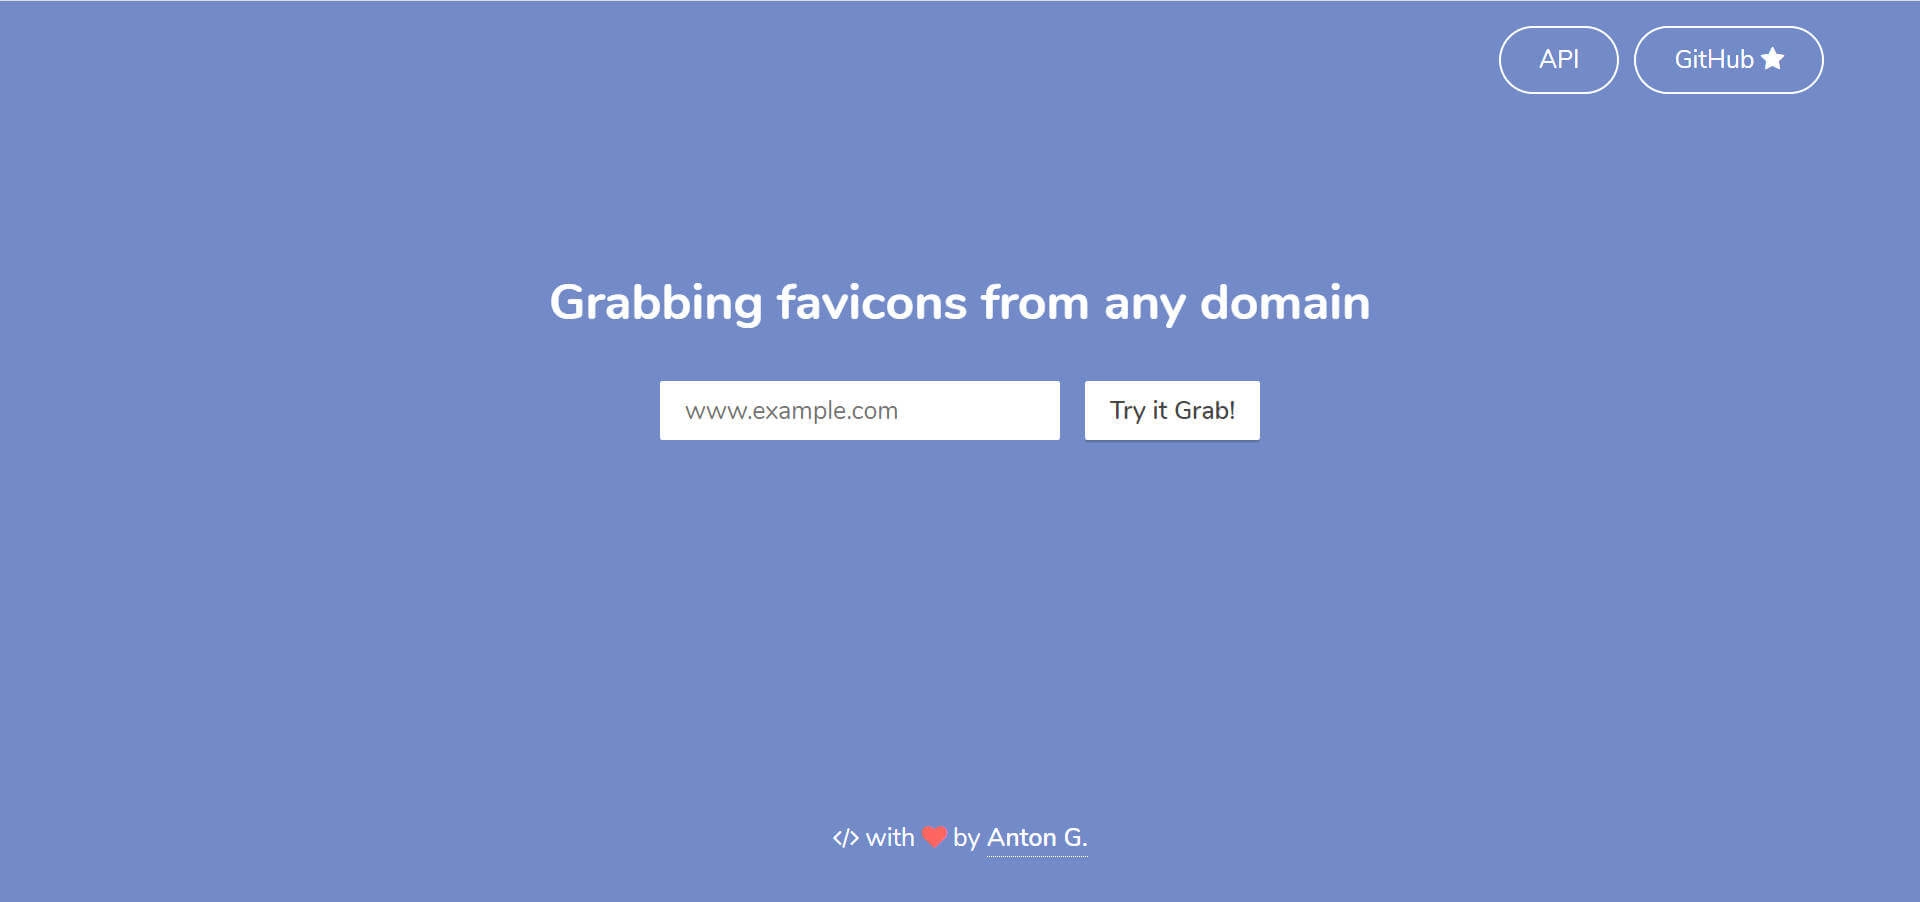 API
GitHub
Grabbing favicons from any domain
www.example.com
Try it Grab!
</> with by Anton G.